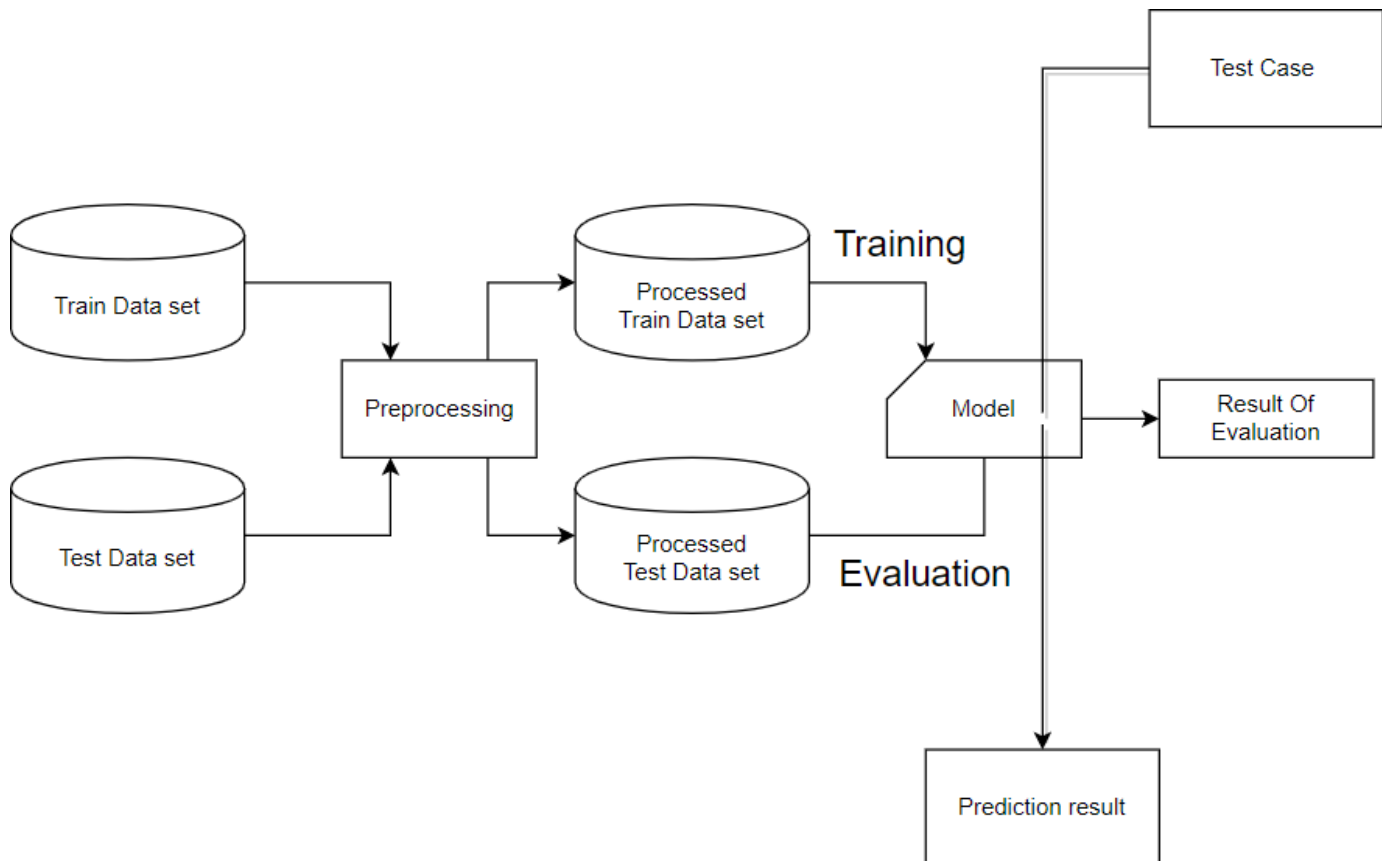 Test Case
Training
Train Data set
Processed
Train Data set
Preprocessing
Model
Result Of
Evaluation
Test Data set
Processed
Test Data set
Evaluation
Prediction result